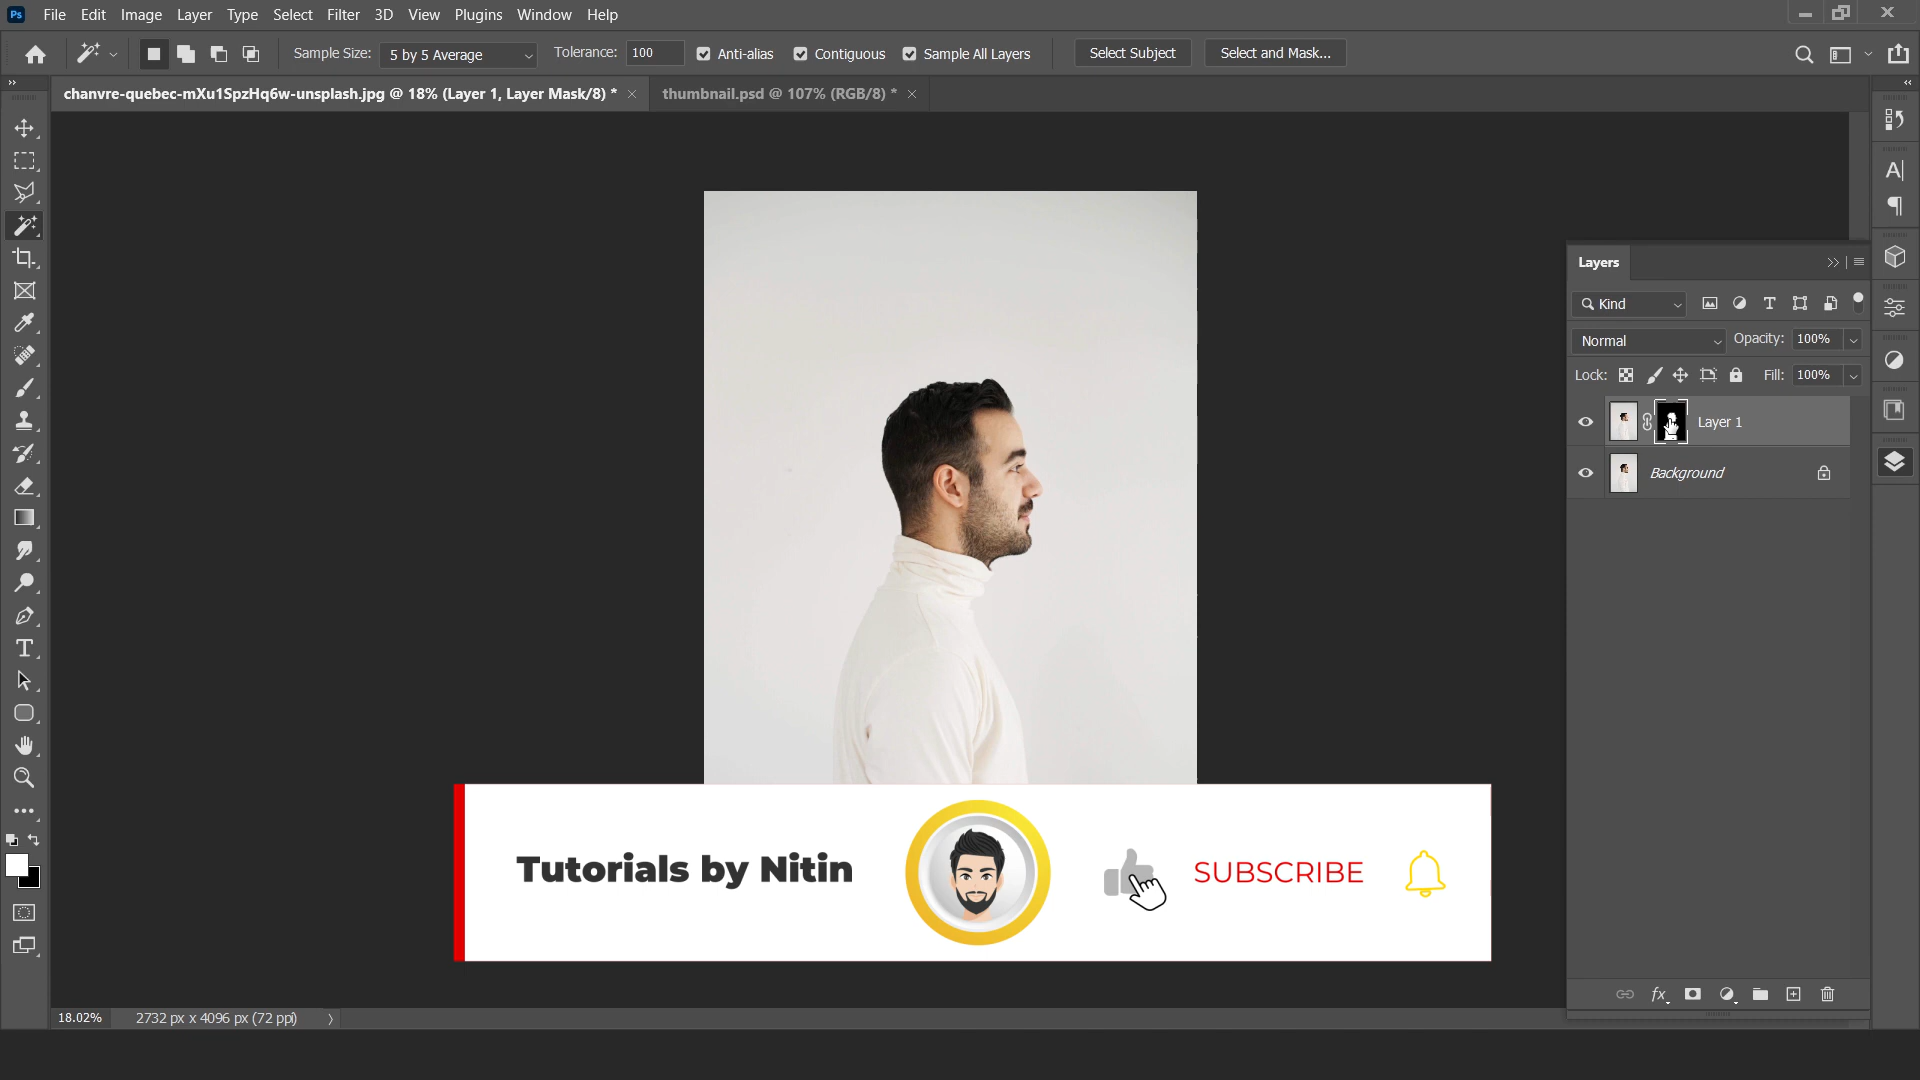 Ps File Edit Image Layer Type Select Filter 3D View Plugins Window Help
Sample Size: 5 by 5 Average Tolerance: 100 Anti-alias Contiguous Sample All Layers Select Subject Select and Mask...
chanvre-quebec-mXu1SpzHq6w-unsplash.jpg @ 18% (Layer 1, Layer Mask/8) * × thumbnail.psd @ 107% (RGB/8) * ×
Layers
Kind
Normal Opacity: 100%
Lock: Fill: 100%
Layer 1
Background
Tutorials by Nitin SUBSCRIBE
fx
18.02% 2732 px x 4096 px (72 ppi)